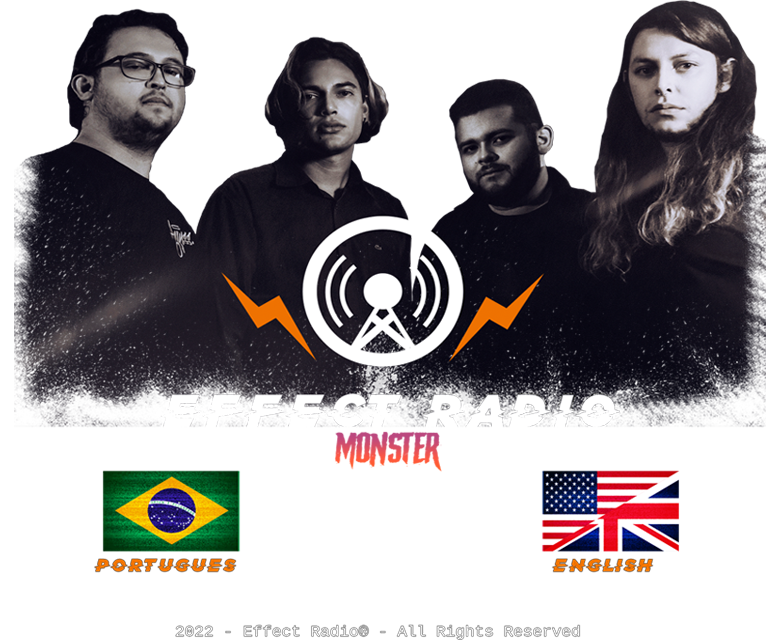 EFFECT RADIO
MONSTER
PORTUGUES
ENGLISH
2022 - Effect Radio® - All Rights Reserved